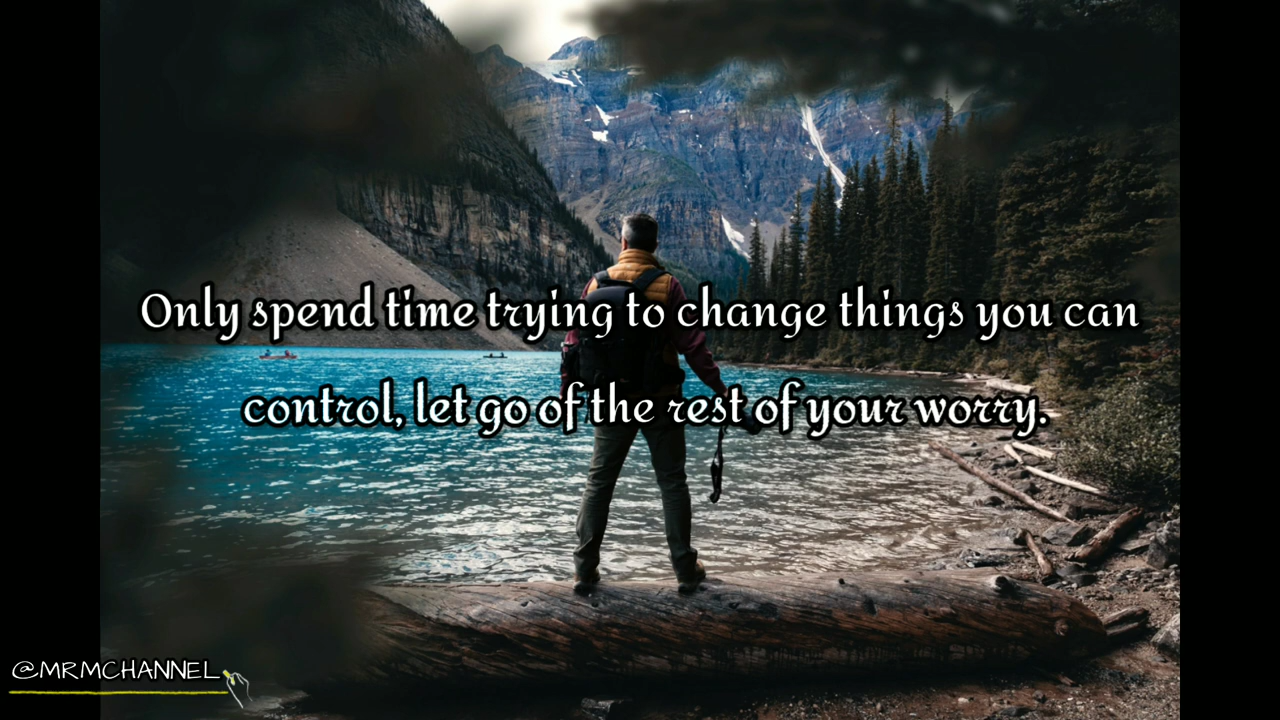 Only spend time trying to change things you can
control, let go of the rest of your worry.
@MRMCHANNEL